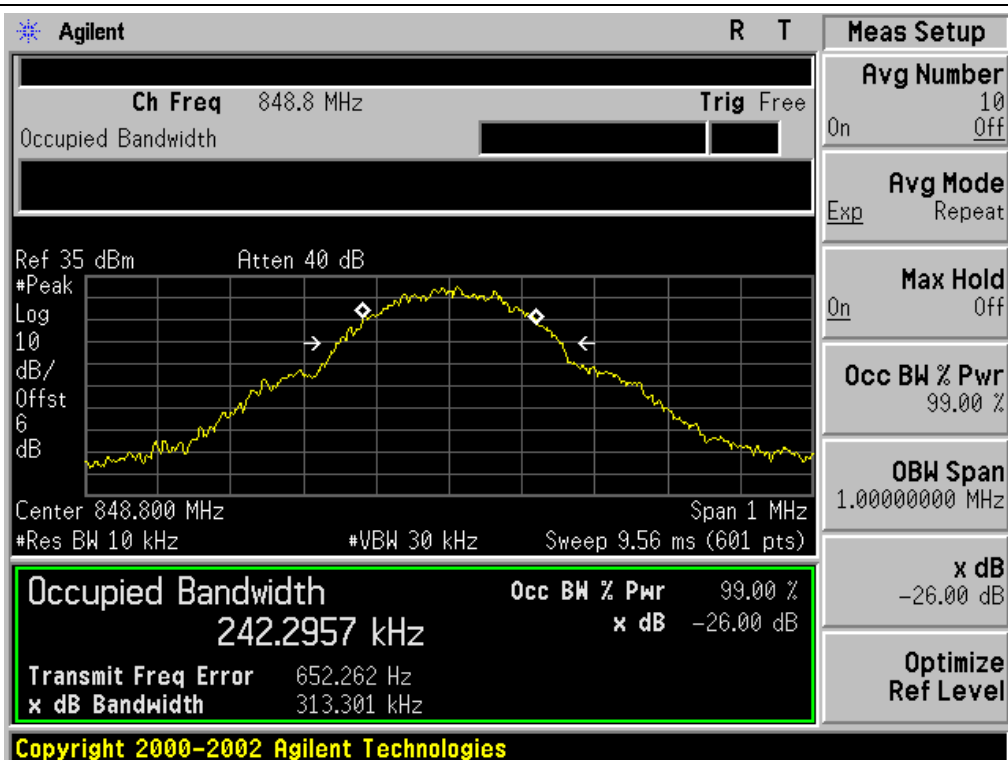 Agilent R T
Ch Freq 848.8 MHz Trig Free
Occupied Bandwidth
Ref 35 dBm Atten 40 dB
#Peak
Log
10
dB/
Offst
6
dB
Center 848.800 MHz Span 1 MHz
#Res BW 10 kHz #VBW 30 kHz Sweep 9.56 ms (601 pts)
Occupied Bandwidth Occ BW % Pwr 99.00 %
242.2957 kHz x dB -26.00 dB
Transmit Freq Error 652.262 Hz
x dB Bandwidth 313.301 kHz
Copyright 2000-2002 Agilent Technologies
Meas Setup
Avg Number
10
On Off
Avg Mode
Exp Repeat
Max Hold
On Off
Occ BW % Pwr
99.00 %
OBW Span
1.00000000 MHz
x dB
-26.00 dB
Optimize
Ref Level